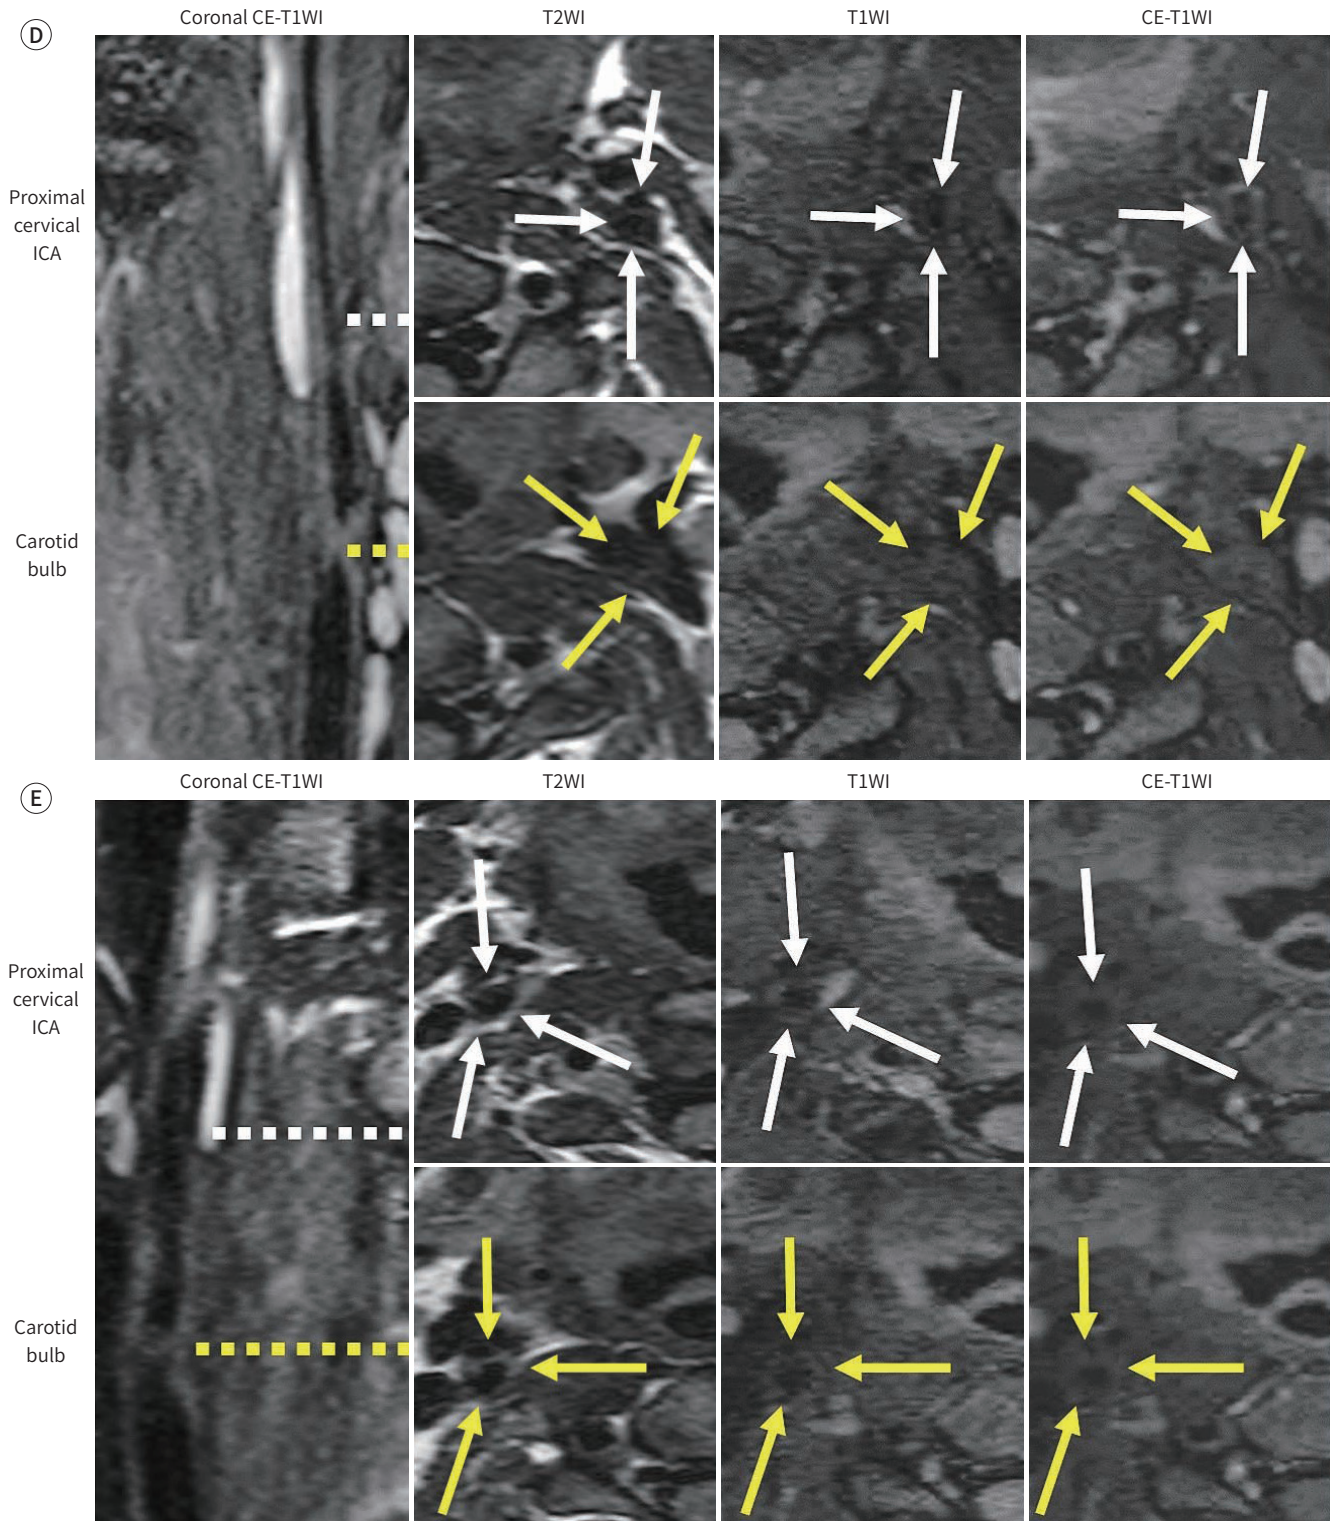 D
Coronal CE-T1WI
T2WI
T1WI
CE-T1WI
Proximal
cervical
ICA
Carotid
bulb
E
Coronal CE-T1WI
T2WI
T1WI
CE-T1WI
Proximal
cervical
ICA
Carotid
bulb